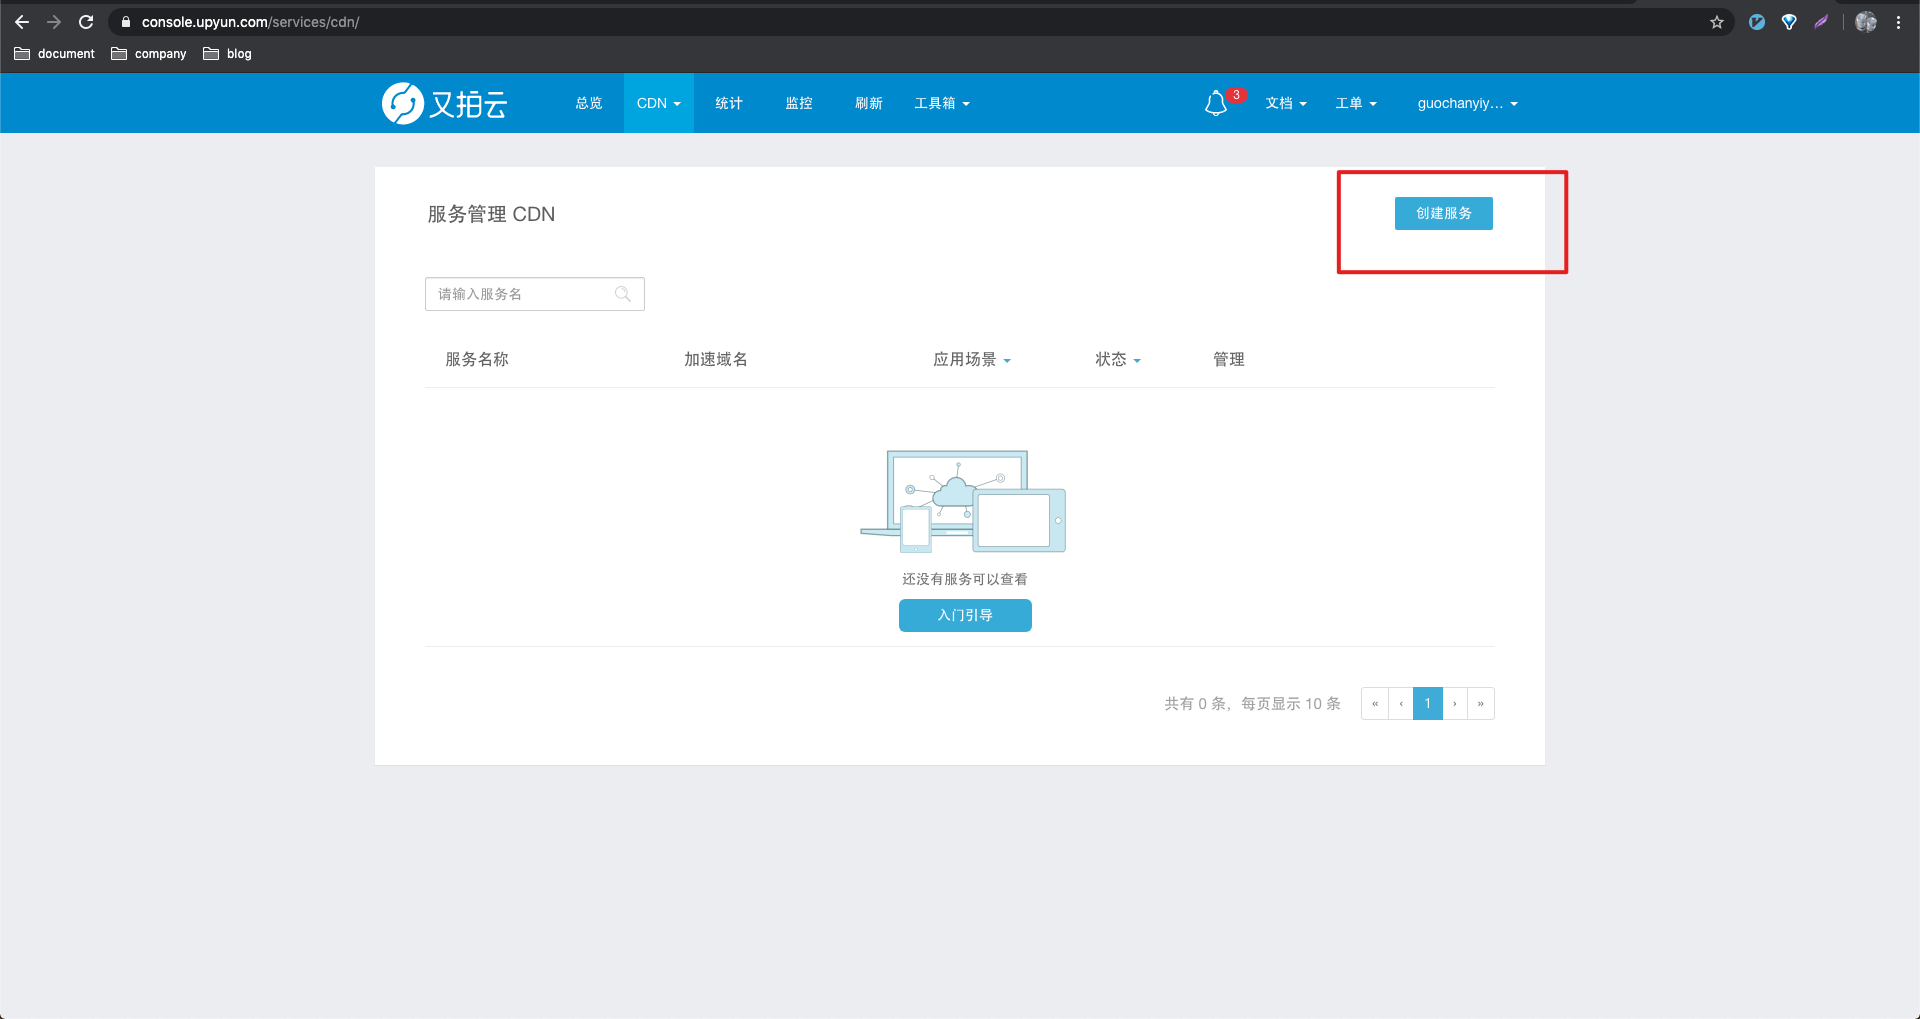 console.upyun.com/services/cdn/
document company blog
又拍云 总览 CDN 统计 监控 刷新 工具箱 3 文档 工单 guochanyiy...
服务管理 CDN 创建服务
请输入服务名
服务名称 加速域名 应用场景 状态 管理
还没有服务可以查看
入门引导
共有 0 条，每页显示 10 条 « ‹ 1 › »